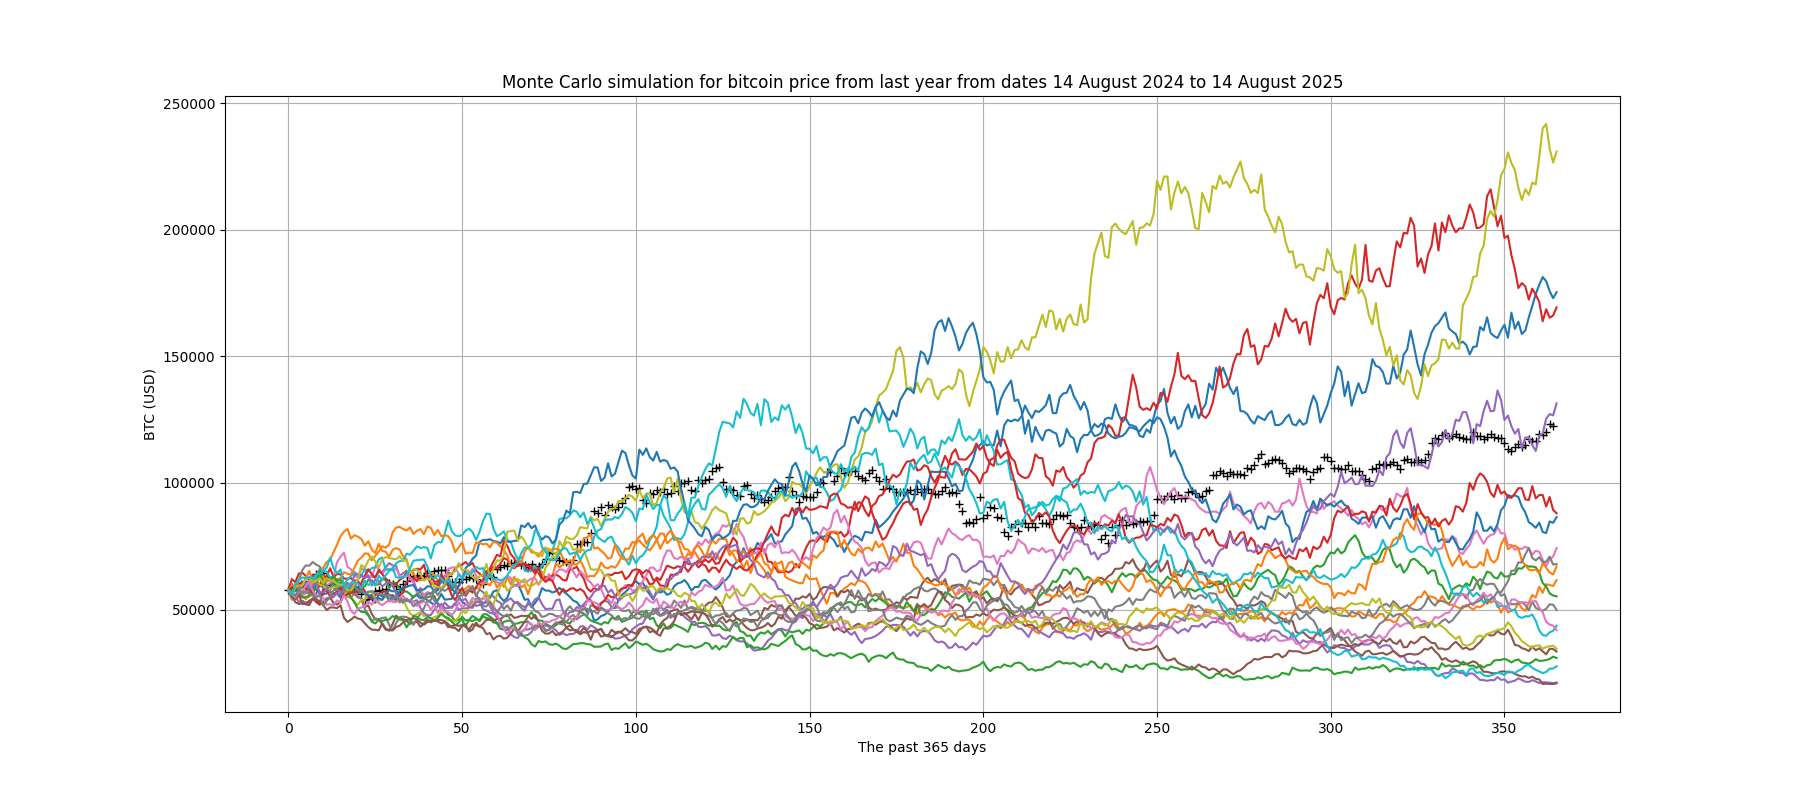 Monte Carlo simulation for bitcoin price from last year from dates 14 August 2024 to 14 August 2025
250000
200000
150000
100000
50000
BTC (USD)
0 50 100 150 200 250 300 350
The past 365 days